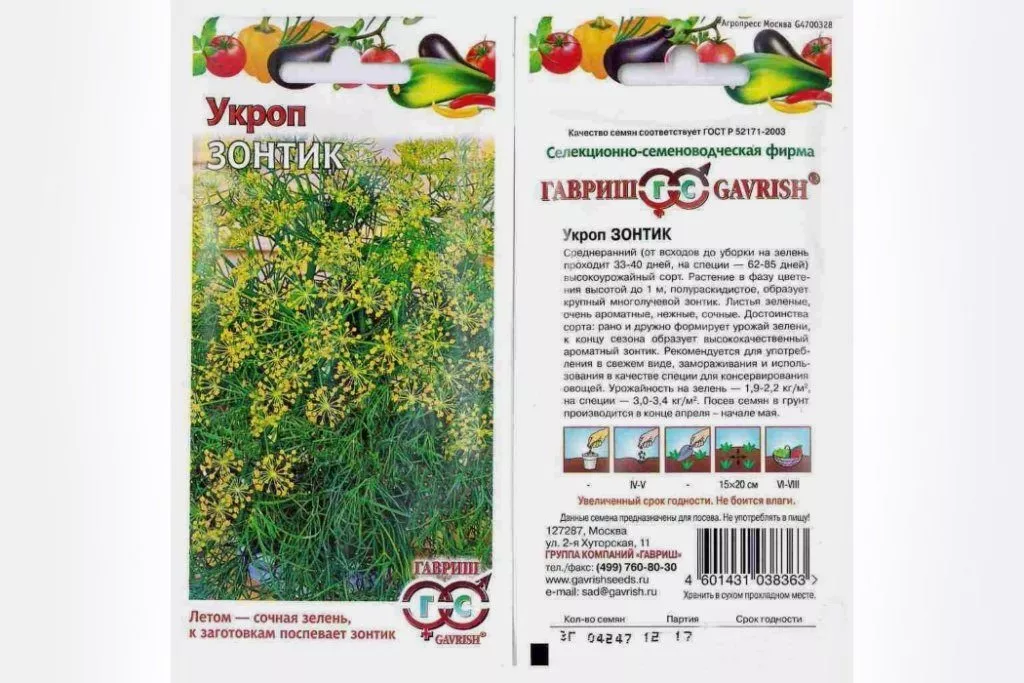 Укроп
ЗОНТИК
ГАВРИШ
Г С
GAVRISH®
Летом — сочная зелень,
к заготовкам поспевает зонтик
Агропресс Москва G4700328
Качество семян соответствует ГОСТ Р 52171-2003
Селекционно-семеноводческая фирма
ГАВРИШ Г С GAVRISH®
Укроп ЗОНТИК
Среднеранний (от всходов до уборки на зелень
проходит 33-40 дней, на специи — 62-85 дней)
высокоурожайный сорт. Растение в фазу цвете-
ния высотой до 1 м, полураскидистое, образует
крупный многолучевой зонтик. Листья зеленые,
очень ароматные, нежные, сочные. Достоинства
сорта: рано и дружно формирует урожай зелени,
к концу сезона образует высококачественный
ароматный зонтик. Рекомендуется для употреб-
ления в свежем виде, замораживания и исполь-
зования в качестве специи для консервирования
овощей. Урожайность на зелень — 1,9-2,2 кг/м²,
на специи — 3,0-3,4 кг/м². Посев семян в грунт
производится в конце апреля – начале мая.
- IV-V - 15×20 см VI-VIII
Увеличенный срок годности. Не боится влаги.
Данные семена предназначены для посева. Не употреблять в пищу!
127287, Москва
ул. 2-я Хуторская, 11
ГРУППА КОМПАНИЙ "ГАВРИШ"
тел./факс: (499) 760-80-30
www.gavrishseeds.ru
e-mail: sad@gavrish.ru
4 601431 038363 >
Хранить в сухом прохладном месте.
Кол-во семян Партия Срок годности
3Г 04247 12 17